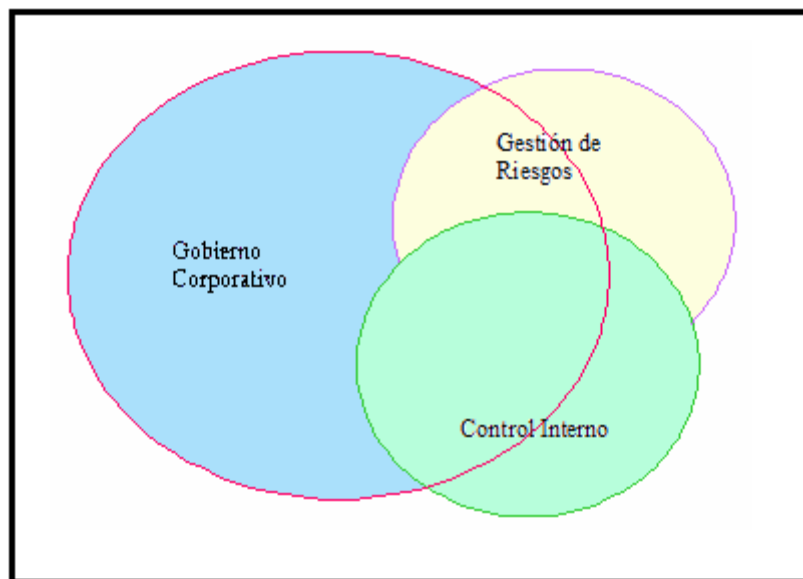 Gestión de
Riesgos
Gobierno
Corporativo
Control Interno